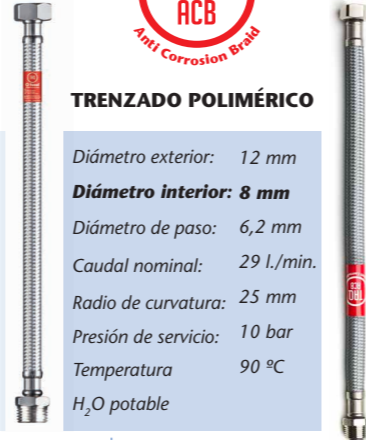 ACB
Anti Corrosion Braid
TRENZADO POLIMÉRICO
Diámetro exterior: 12 mm
Diámetro interior: 8 mm
Diámetro de paso: 6,2 mm
Caudal nominal: 29 l./min.
Radio de curvatura: 25 mm
Presión de servicio: 10 bar
Temperatura 90 ºC
H₂O potable